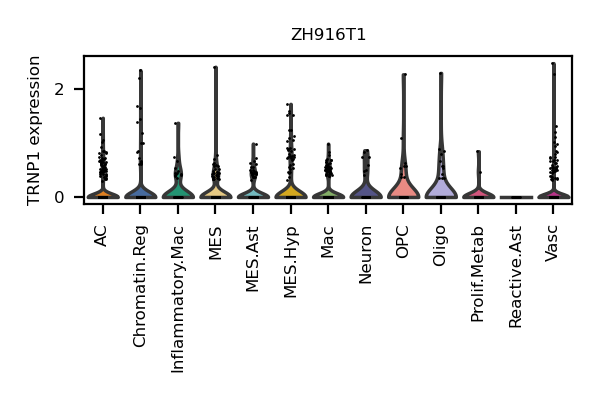 ZH916T1
TRNP1 expression
2
0
AC
Chromatin.Reg
Inflammatory.Mac
MES
MES.Ast
MES.Hyp
Mac
Neuron
OPC
Oligo
Prolif.Metab
Reactive.Ast
Vasc